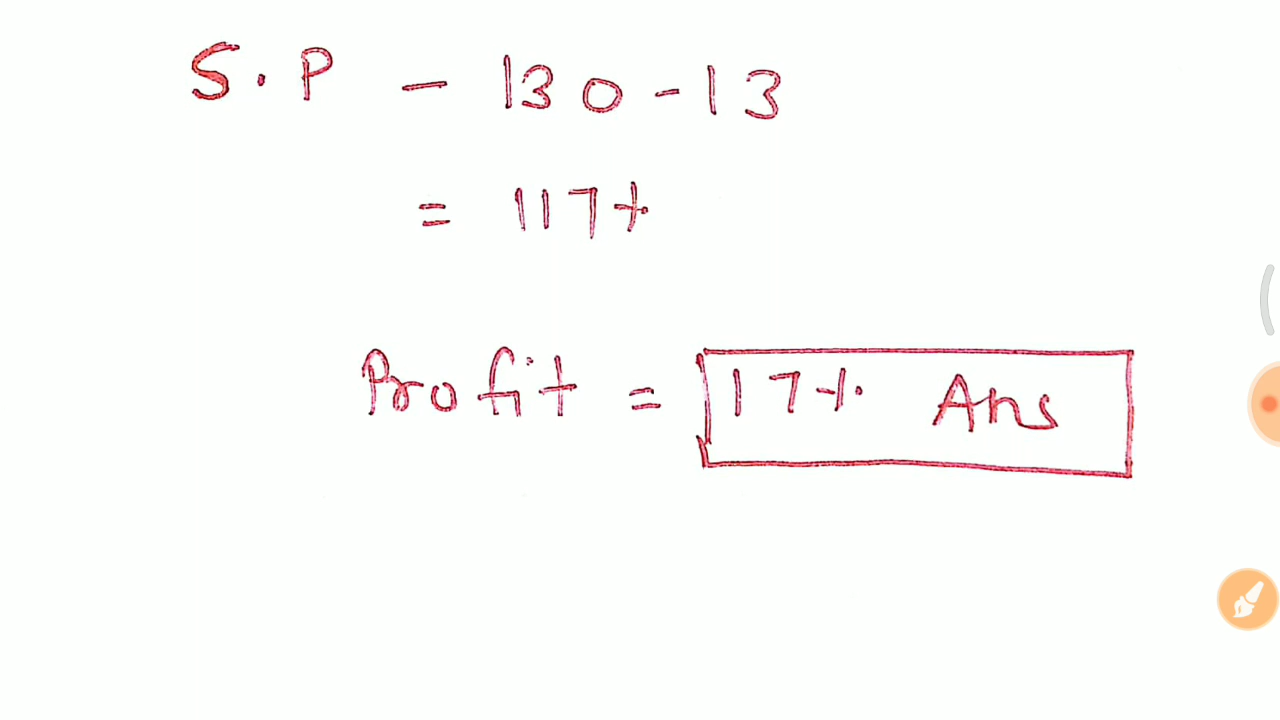 S.P - 130 - 13
= 117%
Profit = 17% Ans